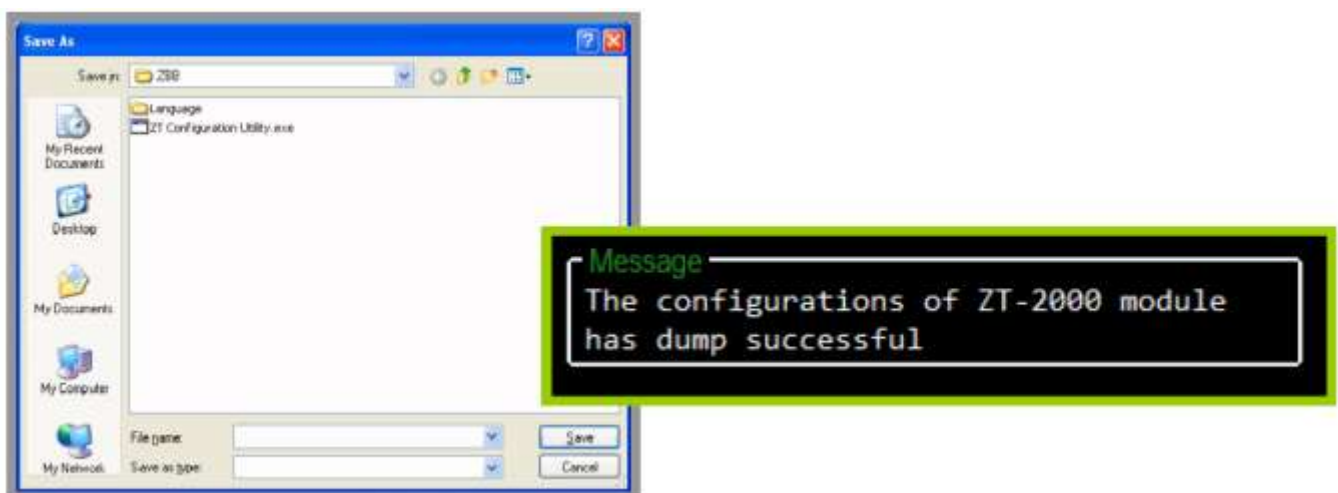 Save As
Save in:
ZBB
Language
ZT Configuration Utility.exe
My Recent
Documents
Desktop
My Documents
My Computer
My Network
File name:
Save
Save as type:
Cancel
Message
The configurations of ZT-2000 module
has dump successful